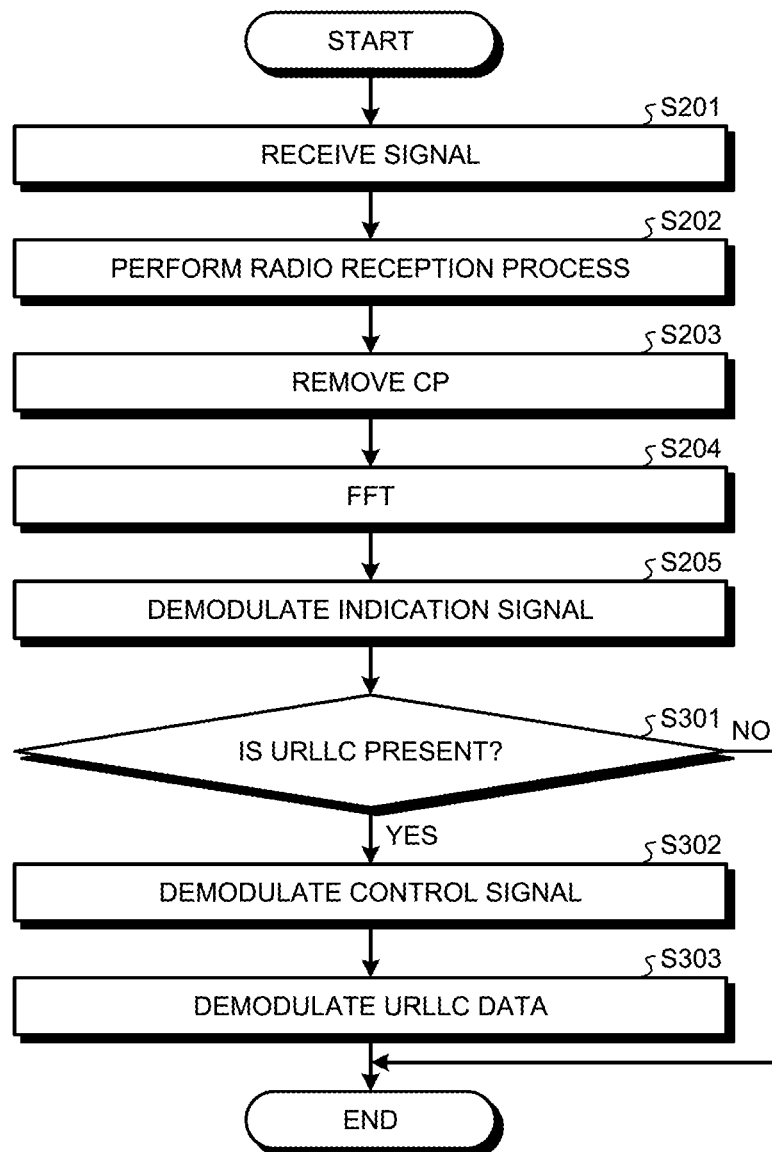 START
S201
RECEIVE SIGNAL
S202
PERFORM RADIO RECEPTION PROCESS
S203
REMOVE CP
S204
FFT
S205
DEMODULATE INDICATION SIGNAL
S301
IS URLLC PRESENT?
NO
YES
S302
DEMODULATE CONTROL SIGNAL
S303
DEMODULATE URLLC DATA
END